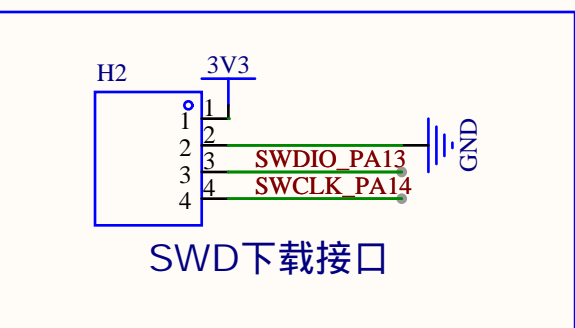 H2
3V3
1 1
2 2
3 3
4 4
SWDIO_PA13
SWCLK_PA14
GND
SWD下载接口